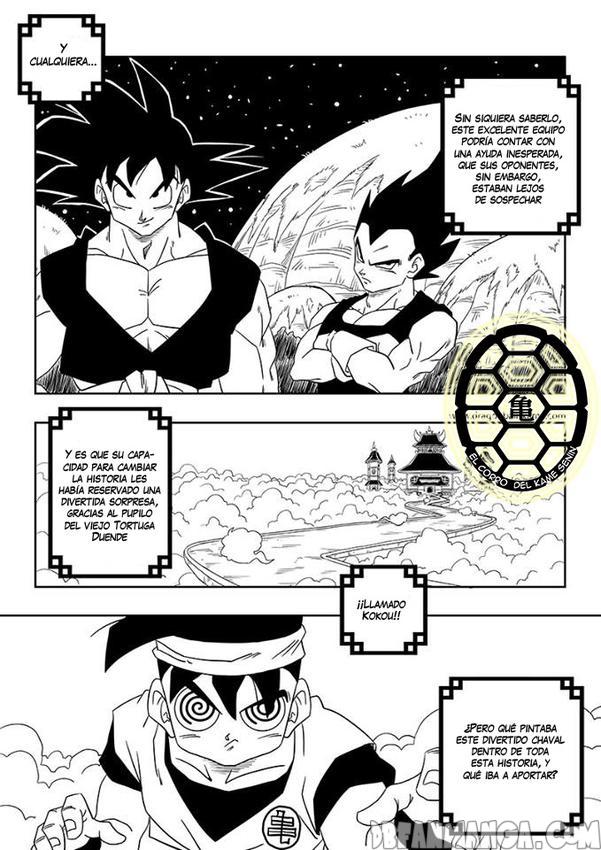 Y
CUALQUIERA...
SIN SIQUIERA SABERLO,
ESTE EXCELENTE EQUIPO
PODRÍA CONTAR CON
UNA AYUDA INESPERADA,
QUE SUS OPONENTES,
SIN EMBARGO,
ESTABAN LEJOS
DE SOSPECHAR
亀
EL CORRO DEL KAME SENIN
Y ES QUE SU CAPA-
CIDAD PARA CAMBIAR
LA HISTORIA LES
HABÍA RESERVADO UNA
DIVERTIDA SORPRESA,
GRACIAS AL PUPILO
DEL VIEJO TORTUGA
DUENDE
¡¡LLAMADO
KOKOU!!
¿PERO QUÉ PINTABA
ESTE DIVERTIDO CHAVAL
DENTRO DE TODA
ESTA HISTORIA, Y
QUÉ IBA A APORTAR?
亀
DBFANMANGA.COM